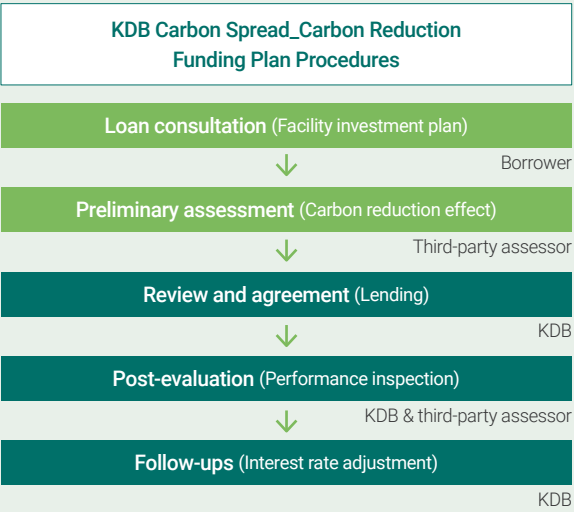 KDB Carbon Spread_Carbon Reduction
Funding Plan Procedures
Loan consultation (Facility investment plan)
Borrower
Preliminary assessment (Carbon reduction effect)
Third-party assessor
Review and agreement (Lending)
KDB
Post-evaluation (Performance inspection)
KDB & third-party assessor
Follow-ups (Interest rate adjustment)
KDB